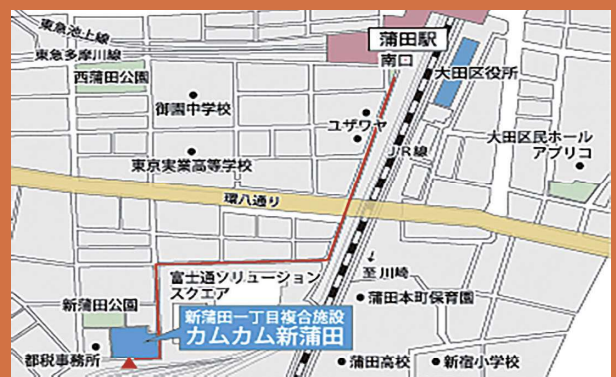 東急池上線
東急多摩川線
西蒲田公園
蒲田駅
南口
大田区役所
御園中学校
ユザワヤ
東京実業高等学校
JR線
大田区民ホール
アプリコ
環八通り
富士通ソリューション
スクエア
至川崎
新蒲田公園
新蒲田一丁目複合施設
カムカム新蒲田
蒲田本町保育園
都税事務所
蒲田高校
新宿小学校